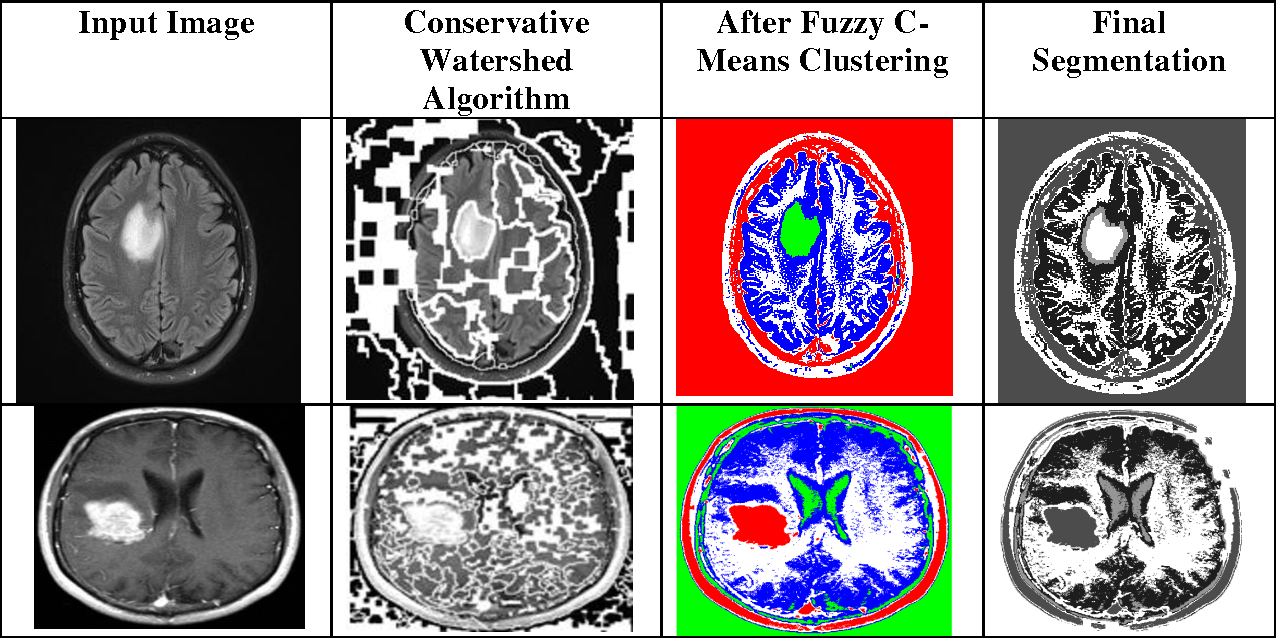 Input Image
Conservative
Watershed
Algorithm
After Fuzzy C-
Means Clustering
Final
Segmentation